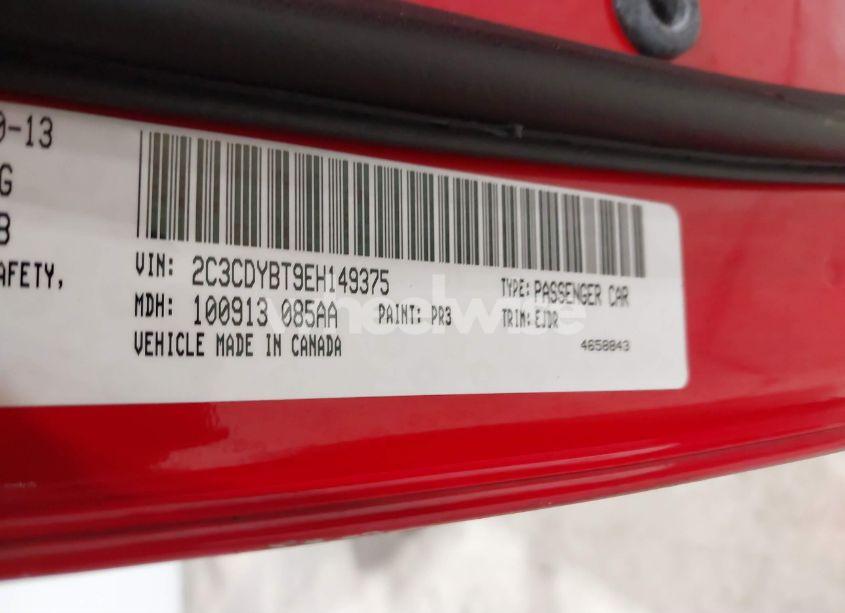 0-13
G
B
AFETY,
VIN: 2C3CDYBT9EH149375 TYPE: PASSENGER CAR
MDH: 100913 085AA PAINT: PR3 TRIM: EJDR
VEHICLE MADE IN CANADA 4658843
wheelwise